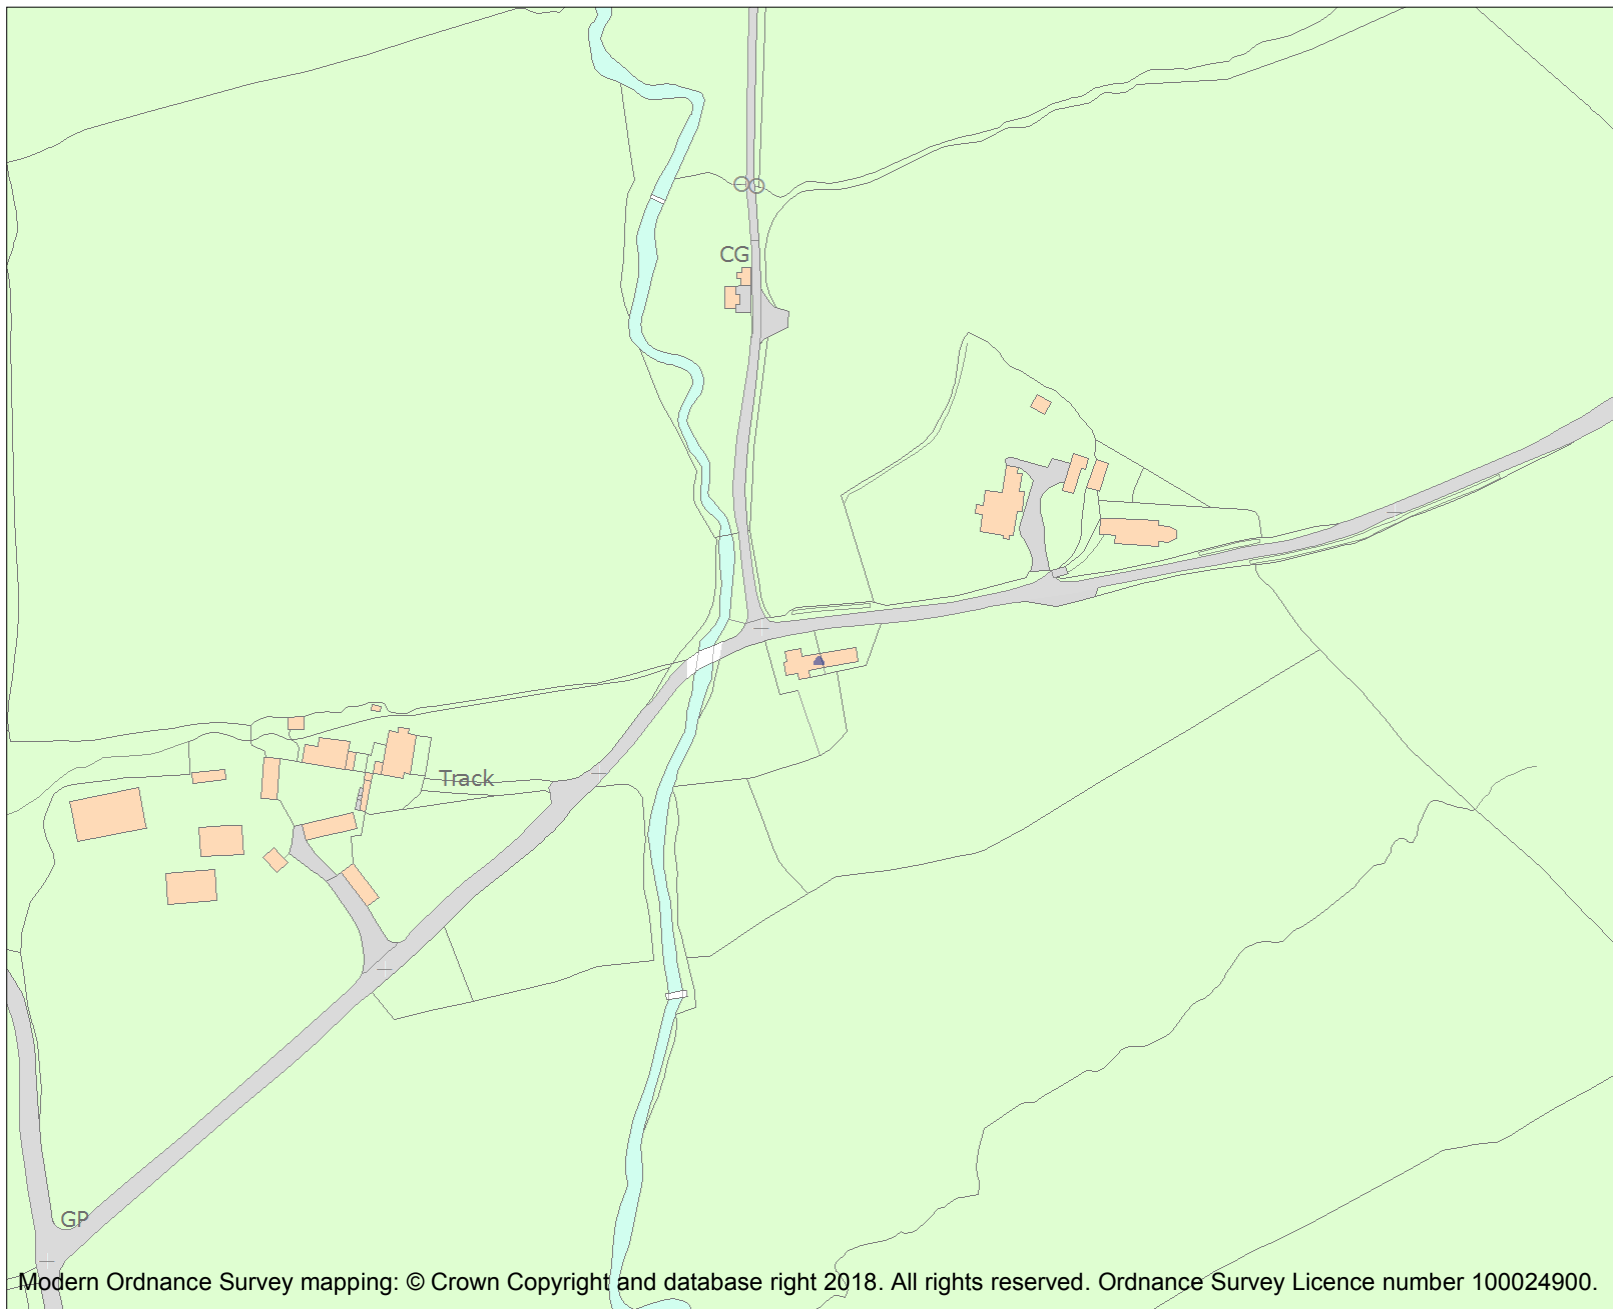 CG
Track
GP
Modern Ordnance Survey mapping: © Crown Copyright and database right 2018. All rights reserved. Ordnance Survey Licence number 100024900.